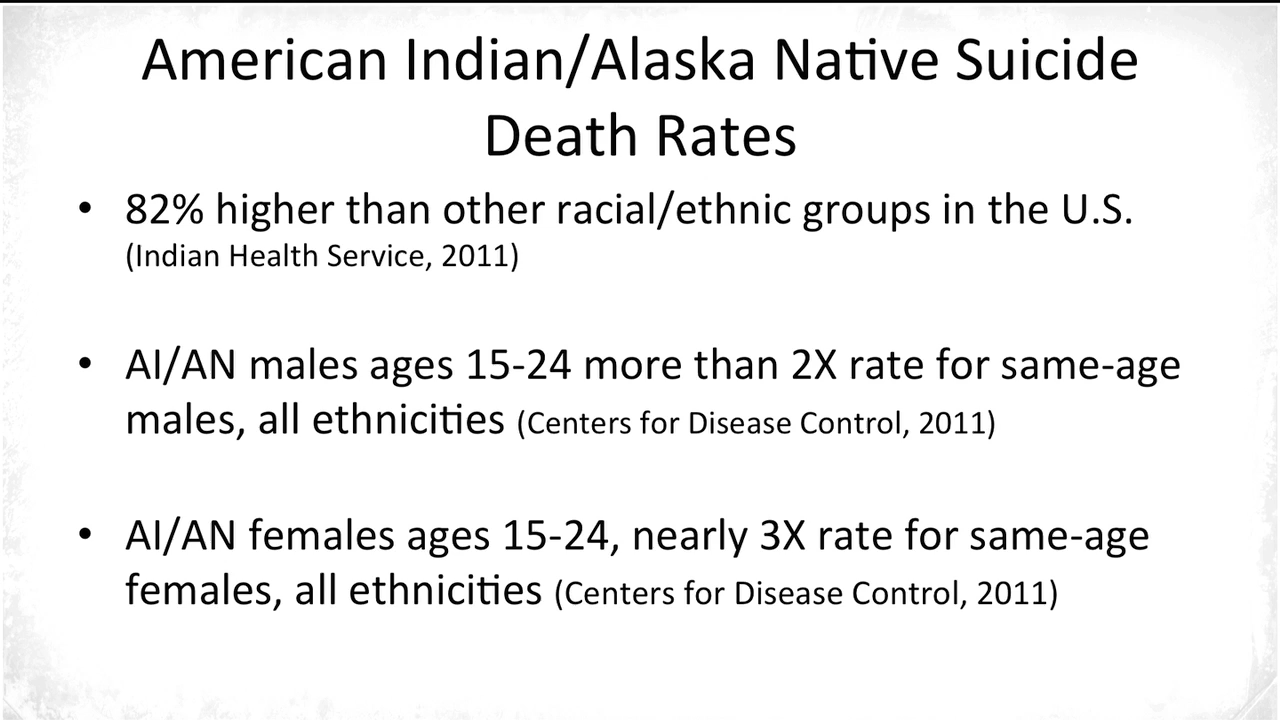 American Indian/Alaska Native Suicide
Death Rates
• 82% higher than other racial/ethnic groups in the U.S.
(Indian Health Service, 2011)
• AI/AN males ages 15-24 more than 2X rate for same-age
males, all ethnicities (Centers for Disease Control, 2011)
• AI/AN females ages 15-24, nearly 3X rate for same-age
females, all ethnicities (Centers for Disease Control, 2011)